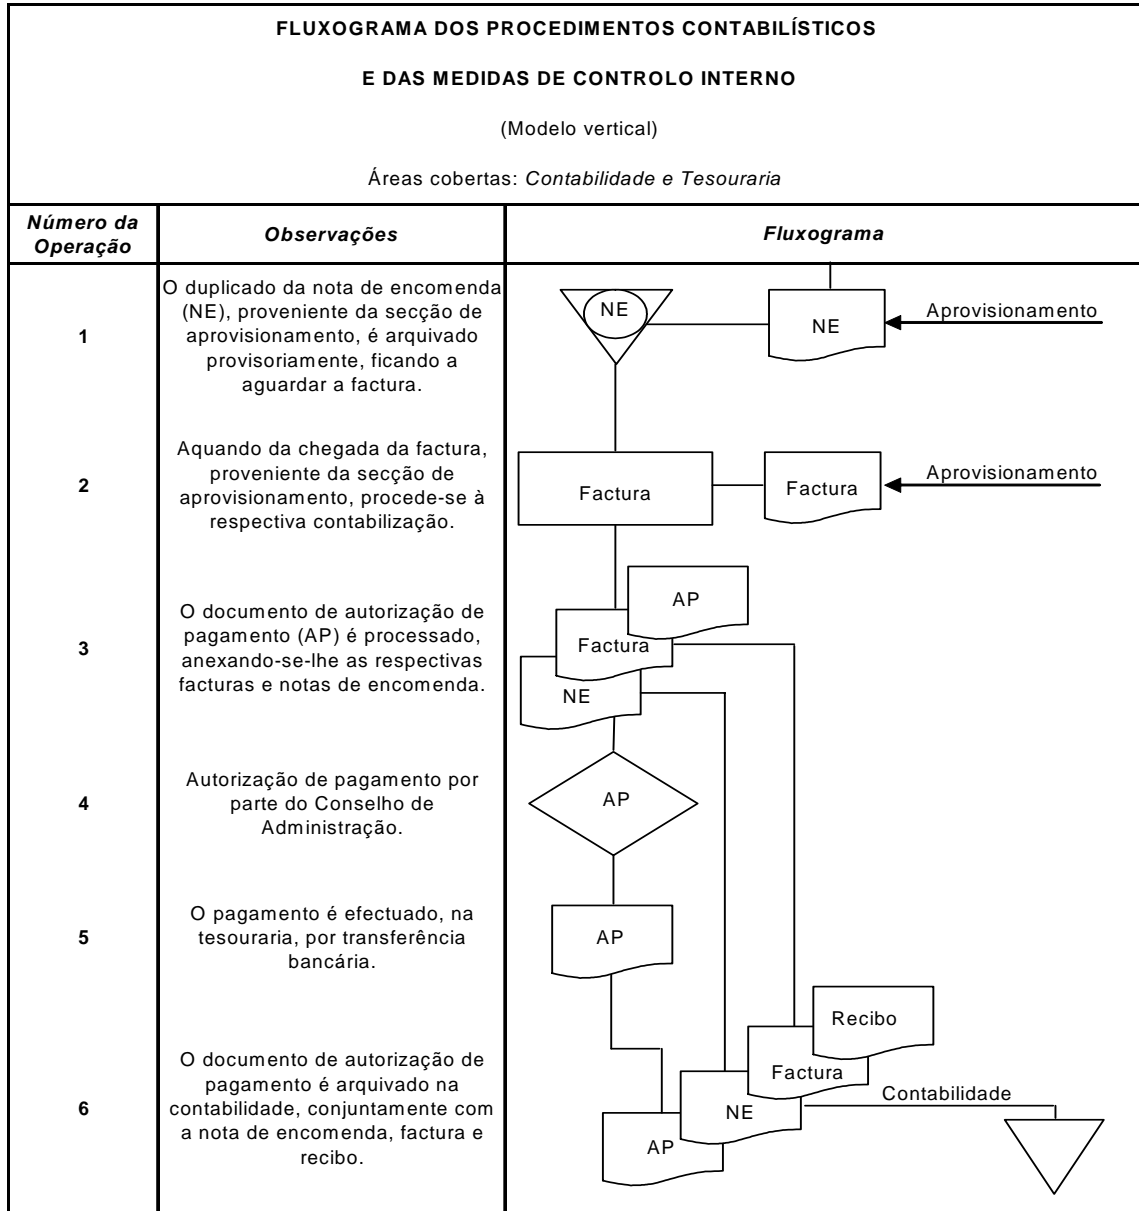 FLUXOGRAMA DOS PROCEDIMENTOS CONTABILÍSTICOS
E DAS MEDIDAS DE CONTROLO INTERNO
(Modelo vertical)
Áreas cobertas: Contabilidade e Tesouraria
Número da
Operação
Observações
Fluxograma
1
O duplicado da nota de encomenda
(NE), proveniente da secção de
aprovisionamento, é arquivado
provisoriamente, ficando a
aguardar a factura.
NE
NE
Aprovisionamento
2
Aquando da chegada da factura,
proveniente da secção de
aprovisionamento, procede-se à
respectiva contabilização.
Factura
Factura
Aprovisionamento
3
O documento de autorização de
pagamento (AP) é processado,
anexando-se-lhe as respectivas
facturas e notas de encomenda.
AP
Factura
NE
4
Autorização de pagamento por
parte do Conselho de
Administração.
AP
5
O pagamento é efectuado, na
tesouraria, por transferência
bancária.
AP
6
O documento de autorização de
pagamento é arquivado na
contabilidade, conjuntamente com
a nota de encomenda, factura e
recibo.
Recibo
Factura
NE
AP
Contabilidade